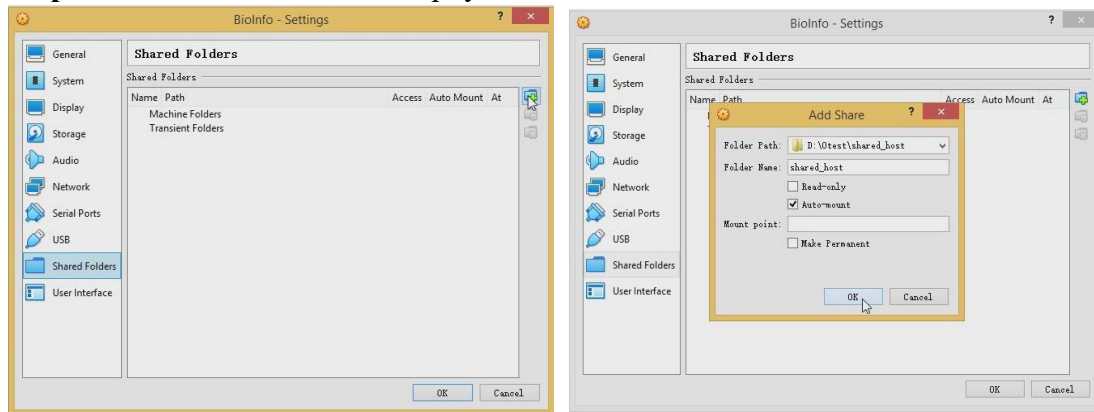 BioInfo - Settings
?
×
General
System
Display
Storage
Audio
Network
Serial Ports
USB
Shared Folders
User Interface
Shared Folders
Shared Folders
Name Path Access Auto Mount At
Machine Folders
Transient Folders
OK Cancel
BioInfo - Settings
?
×
General
System
Display
Storage
Audio
Network
Serial Ports
USB
Shared Folders
User Interface
Shared Folders
Shared Folders
Name Path Access Auto Mount At
Add Share
?
×
Folder Path: D:\0test\shared_host
Folder Name: shared_host
Read-only
Auto-mount
Mount point:
Make Permanent
OK Cancel
OK Cancel